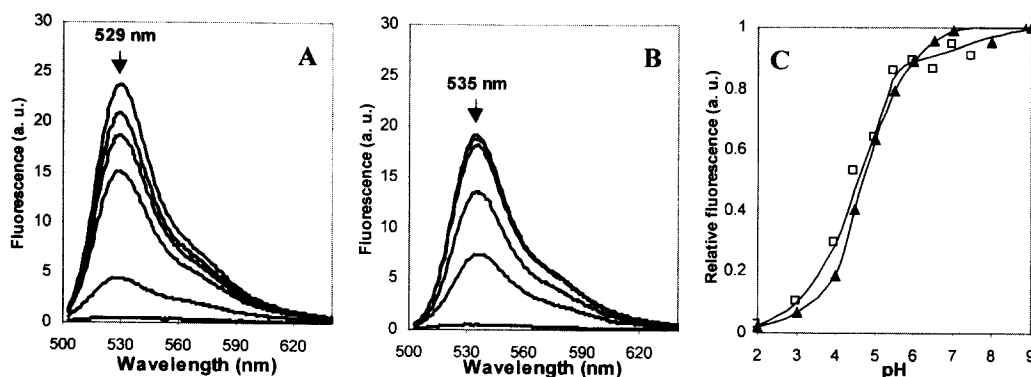 529 nm
A
30
25
20
15
10
5
0
Fluorescence (a. u.)
500 530 560 590 620
Wavelength (nm)
535 nm
B
30
25
20
15
10
5
0
Fluorescence (a. u.)
500 530 560 590 620
Wavelength (nm)
C
1
0.8
0.6
0.4
0.2
0
Relative fluorescence (a. u.)
2 3 4 5 6 7 8 9
pH